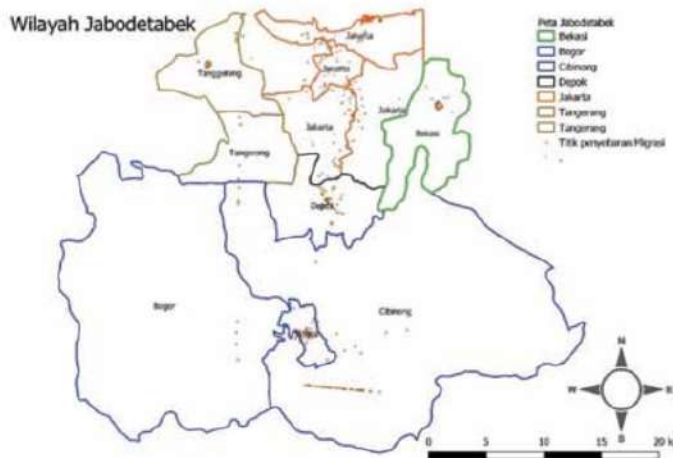 Wilayah Jabodetabek
Peta Jabodetabek
Bekasi
Bogor
Cibinong
Depok
Jakarta
Tangerang
Tangerang
Titik penyebaran Migrasi
Jakarta
Jakarta
Tanggerang
Jakarta
Jakarta
Bekasi
Tangerang
Depok
Bogor
Cibinong
N
W
S
0 5 10 15 20 k